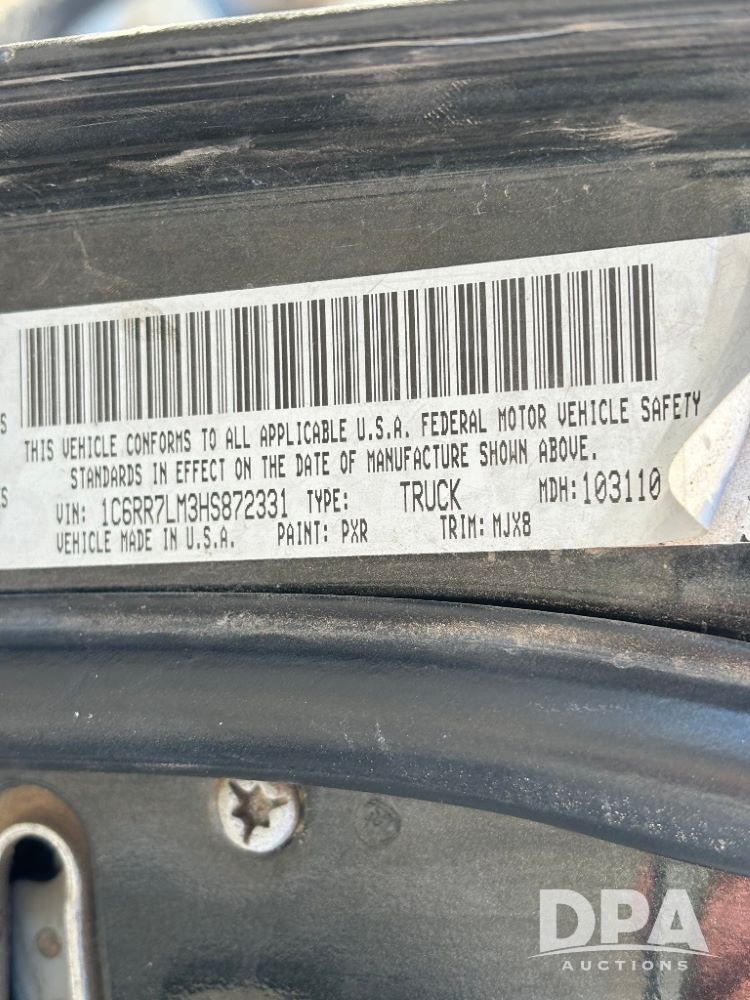 THIS VEHICLE CONFORMS TO ALL APPLICABLE U.S.A. FEDERAL MOTOR VEHICLE SAFETY
STANDARDS IN EFFECT ON THE DATE OF MANUFACTURE SHOWN ABOVE.
VIN: 1C6RR7LM3HS872331 TYPE: TRUCK MDH: 103110
VEHICLE MADE IN U.S.A. PAINT: PXR TRIM: MJX8
DPA
AUCTIONS